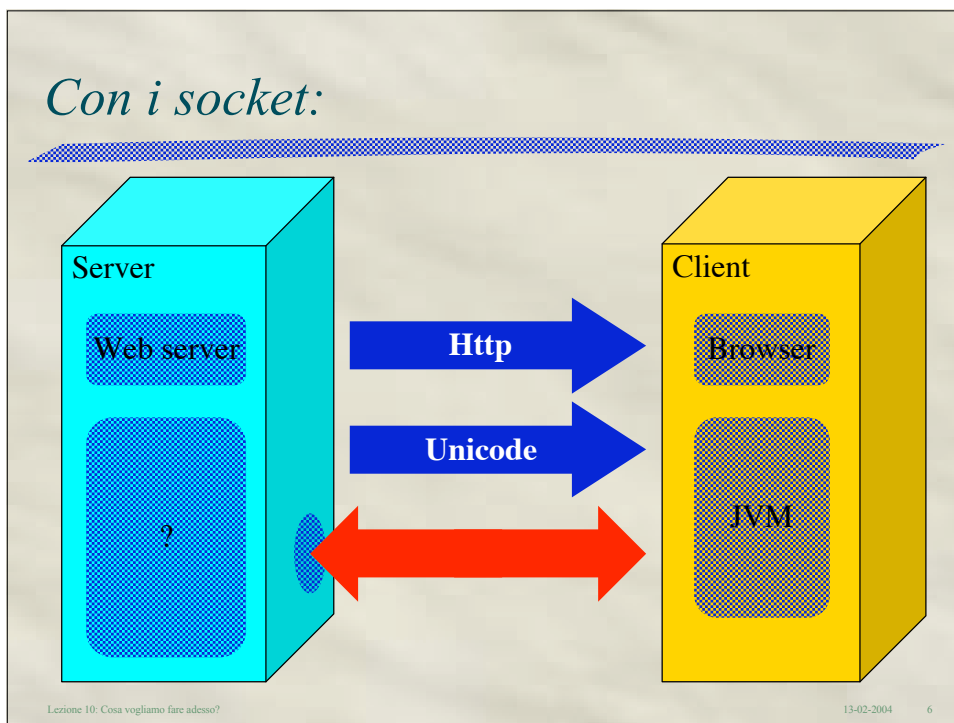 Con i socket:
Server
Client
Web server
Http
Browser
Unicode
?
JVM
Lezione 10: Cosa vogliamo fare adesso?
13-02-2004
6